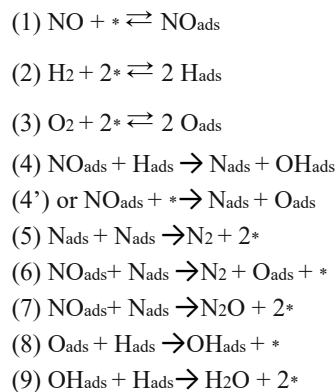 (1) NO + * ⇄ NOads
(2) H2 + 2* ⇄ 2 Hads
(3) O2 + 2* ⇄ 2 Oads
(4) NOads + Hads → Nads + OHads
(4’) or NOads + * → Nads + Oads
(5) Nads + Nads → N2 + 2*
(6) NOads+ Nads → N2 + Oads + *
(7) NOads+ Nads → N2O + 2*
(8) Oads + Hads → OHads + *
(9) OHads + Hads → H2O + 2*